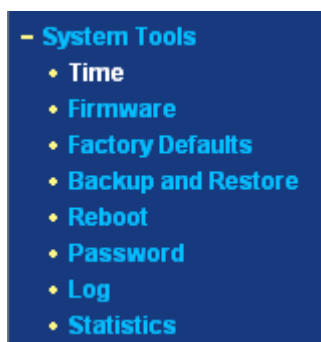 – System Tools
• Time
• Firmware
• Factory Defaults
• Backup and Restore
• Reboot
• Password
• Log
• Statistics